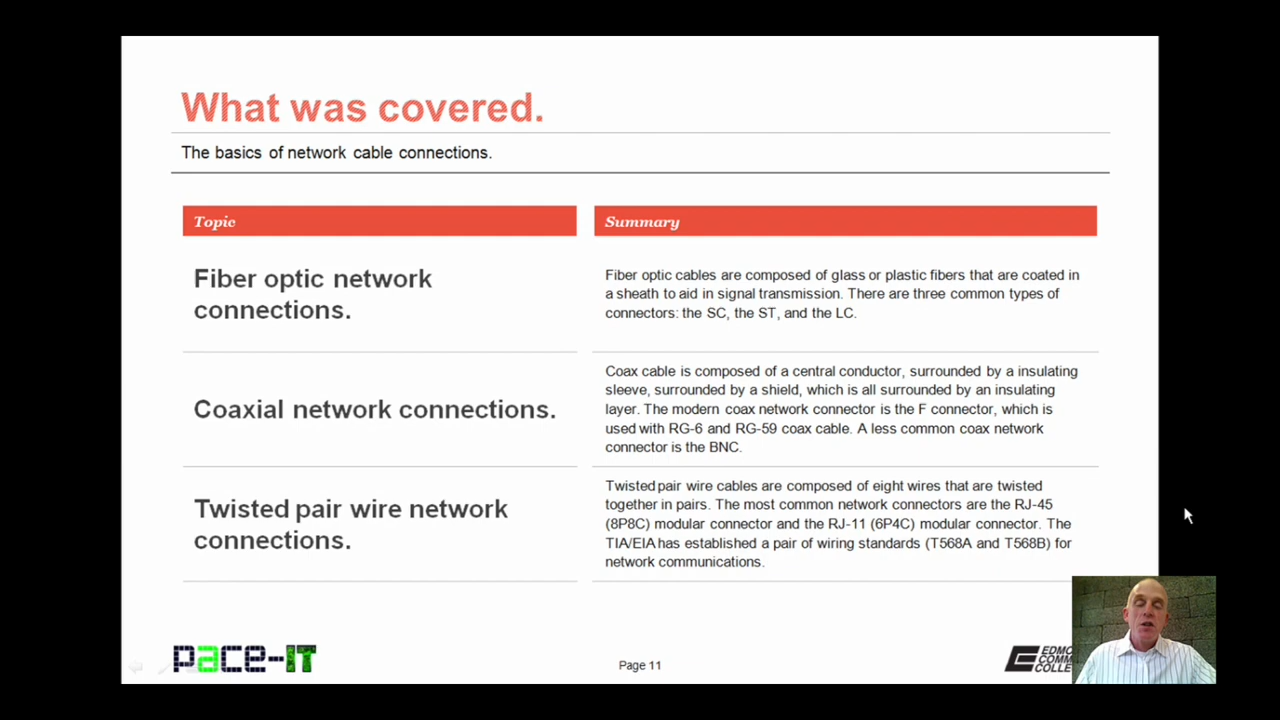 What was covered.
The basics of network cable connections.
Topic
Summary
Fiber optic network
connections.
Fiber optic cables are composed of glass or plastic fibers that are coated in
a sheath to aid in signal transmission. There are three common types of
connectors: the SC, the ST, and the LC.
Coaxial network connections.
Coax cable is composed of a central conductor, surrounded by a insulating
sleeve, surrounded by a shield, which is all surrounded by an insulating
layer. The modern coax network connector is the F connector, which is
used with RG-6 and RG-59 coax cable. A less common coax network
connector is the BNC.
Twisted pair wire network
connections.
Twisted pair wire cables are composed of eight wires that are twisted
together in pairs. The most common network connectors are the RJ-45
(8P8C) modular connector and the RJ-11 (6P4C) modular connector. The
TIA/EIA has established a pair of wiring standards (T568A and T568B) for
network communications.
pace-IT
Page 11